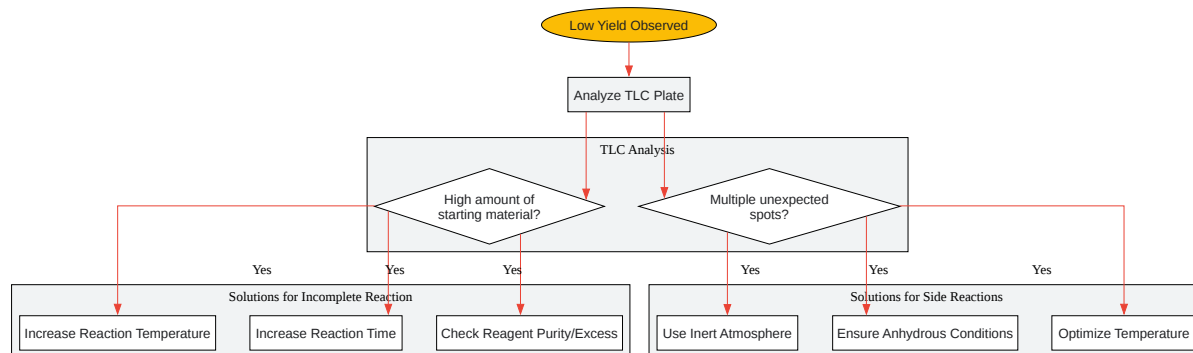 Low Yield Observed
Analyze TLC Plate
TLC Analysis
High amount of
starting material?
Multiple unexpected
spots?
Yes
Yes
Yes
Yes
Yes
Yes
Solutions for Incomplete Reaction
Solutions for Side Reactions
Increase Reaction Temperature
Increase Reaction Time
Check Reagent Purity/Excess
Use Inert Atmosphere
Ensure Anhydrous Conditions
Optimize Temperature